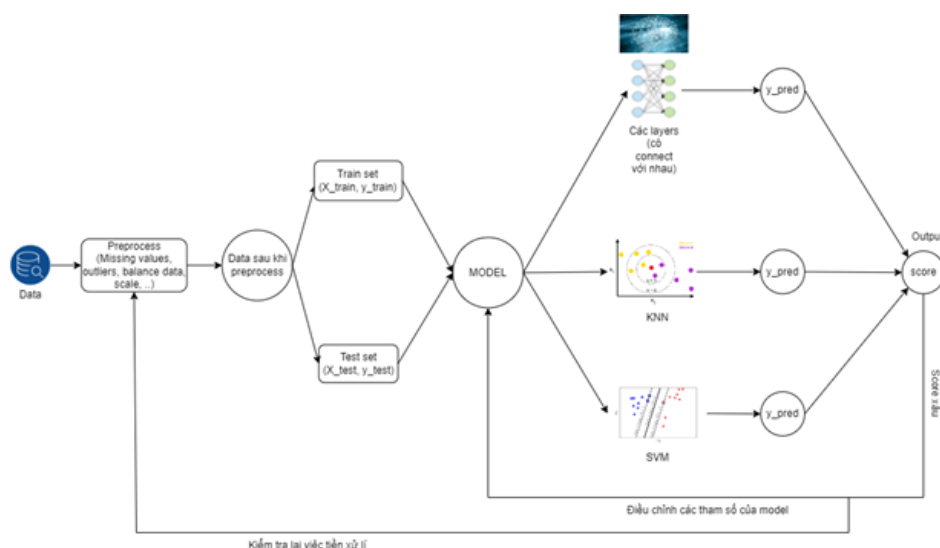 Data
Preprocess
(Missing values,
outliers, balance data,
scale, ..)
Data sau khi
preprocess
Train set
(X_train, y_train)
Test set
(X_test, y_test)
MODEL
Các layers
(có
connect
với nhau)
KNN
SVM
y_pred
y_pred
y_pred
Output
score
Score xấu
Điều chỉnh các tham số của model
Kiểm tra lại việc tiền xử lí